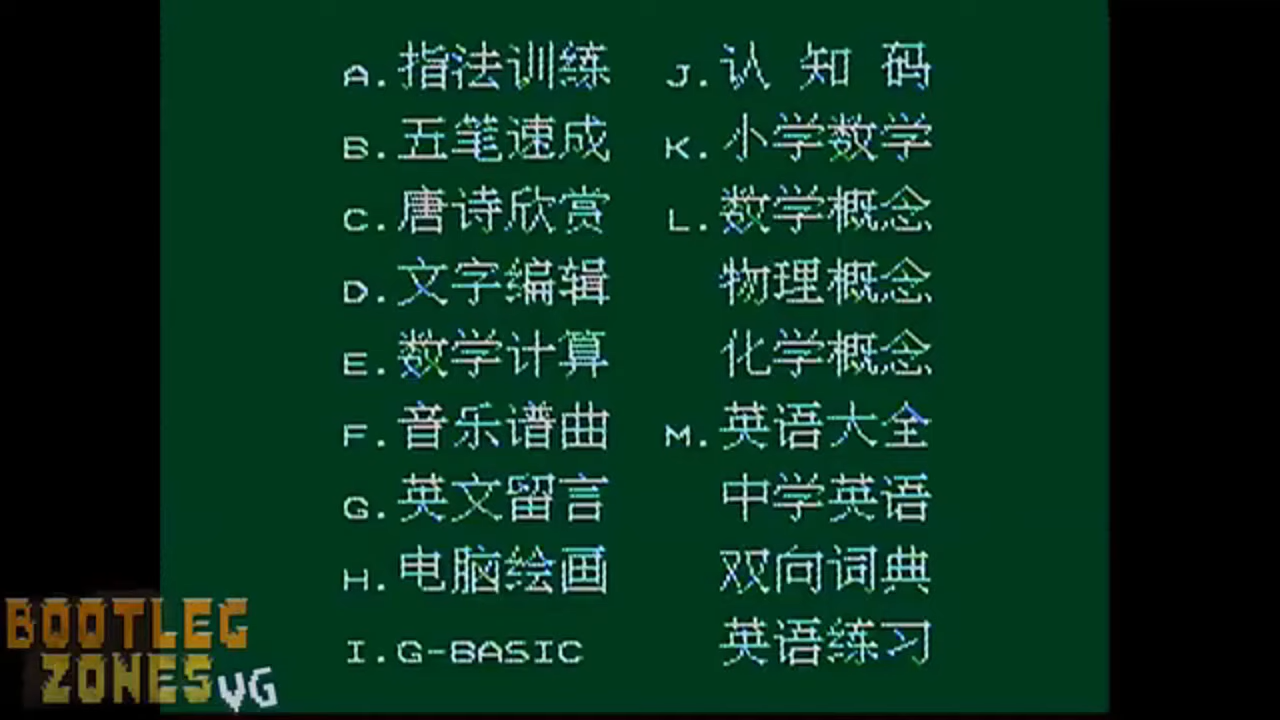 A.指法训练
B.五笔速成
C.唐诗欣赏
D.文字编辑
E.数学计算
F.音乐谱曲
G.英文留言
H.电脑绘画
I.G-BASIC
J.认 知 码
K.小学数学
L.数学概念
物理概念
化学概念
M.英语大全
中学英语
双向词典
英语练习
BOOTLEG
ZONESVG